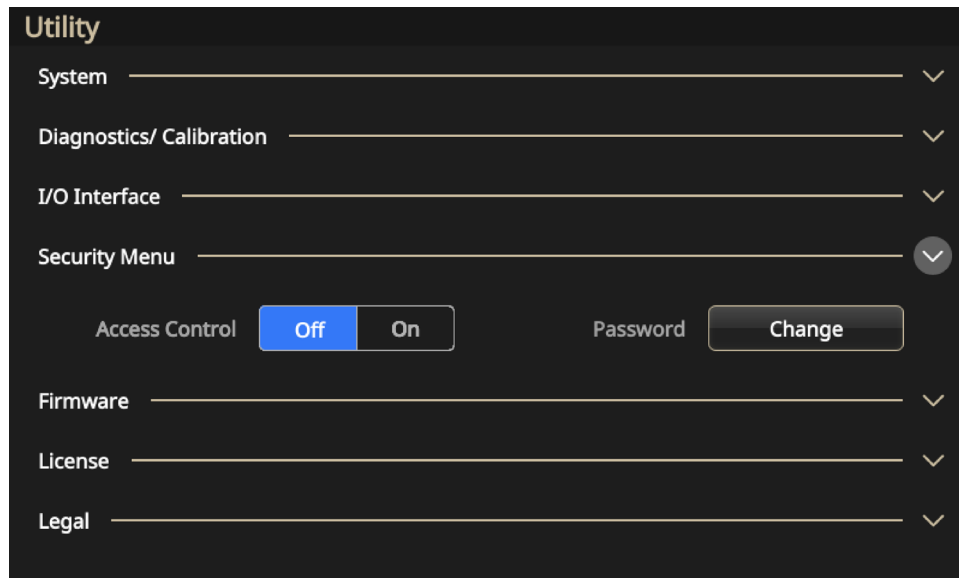 Utility
System
Diagnostics/ Calibration
I/O Interface
Security Menu
Access Control Off On Password Change
Firmware
License
Legal